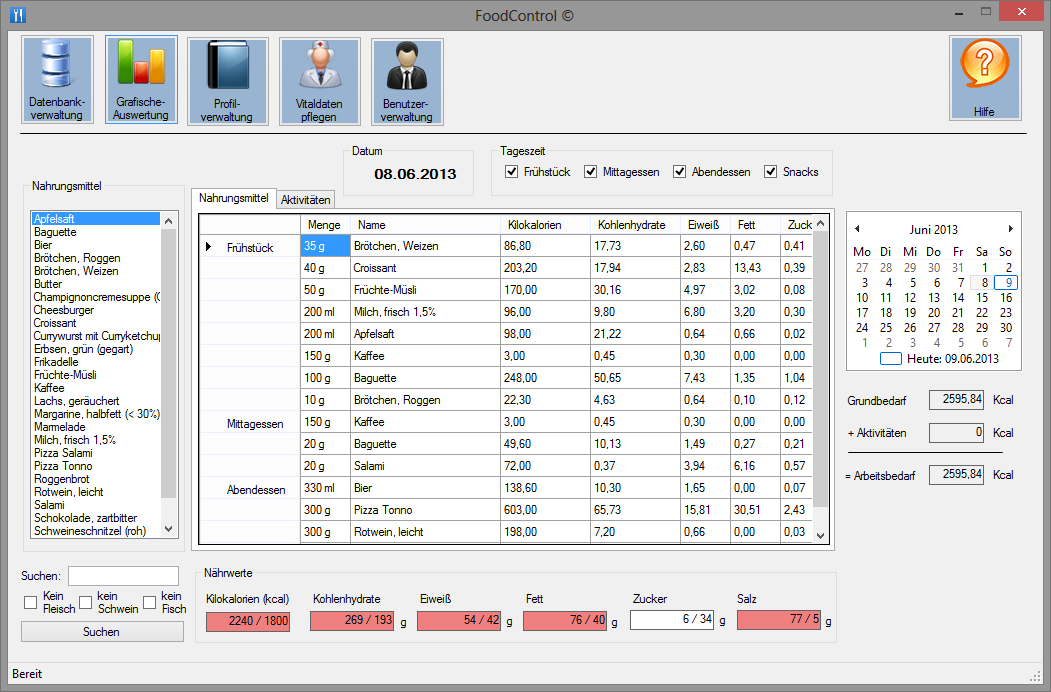 FoodControl ©
Datenbank-
verwaltung
Grafische-
Auswertung
Profil-
verwaltung
Vitaldaten
pflegen
Benutzer-
verwaltung
Hilfe
Datum
08.06.2013
Tageszeit
Frühstück Mittagessen Abendessen Snacks
Nahrungsmittel
Apfelsaft
Baguette
Bier
Brötchen, Roggen
Brötchen, Weizen
Butter
Champignoncremesuppe (
Cheeseburger
Croissant
Currywurst mit Curryketchup
Erbsen, grün (gegart)
Frikadelle
Früchte-Müsli
Kaffee
Lachs, geräuchert
Margarine, halbfett (< 30%)
Marmelade
Milch, frisch 1,5%
Pizza Salami
Pizza Tonno
Roggenbrot
Rotwein, leicht
Salami
Schokolade, zartbitter
Schweineschnitzel (roh)
Nahrungsmittel Aktivitäten
Menge Name Kilokalorien Kohlenhydrate Eiweiß Fett Zuck
Frühstück 35 g Brötchen, Weizen 86,80 17,73 2,60 0,47 0,41
40 g Croissant 203,20 17,94 2,83 13,43 0,39
50 g Früchte-Müsli 170,00 30,16 4,97 3,02 0,08
200 ml Milch, frisch 1,5% 96,00 9,80 6,80 3,20 0,30
200 ml Apfelsaft 98,00 21,22 0,64 0,66 0,02
150 g Kaffee 3,00 0,45 0,30 0,00 0,00
100 g Baguette 248,00 50,65 7,43 1,35 1,04
10 g Brötchen, Roggen 22,30 4,63 0,64 0,10 0,12
Mittagessen 150 g Kaffee 3,00 0,45 0,30 0,00 0,00
20 g Baguette 49,60 10,13 1,49 0,27 0,21
20 g Salami 72,00 0,37 3,94 6,16 0,57
Abendessen 330 ml Bier 138,60 10,30 1,65 0,00 0,07
300 g Pizza Tonno 603,00 65,73 15,81 30,51 2,43
300 g Rotwein, leicht 198,00 7,20 0,66 0,00 0,03
Juni 2013
Mo Di Mi Do Fr Sa So
27 28 29 30 31 1 2
3 4 5 6 7 8 9
10 11 12 13 14 15 16
17 18 19 20 21 22 23
24 25 26 27 28 29 30
1 2 3 4 5 6 7
Heute: 09.06.2013
Grundbedarf 2595,84 Kcal
+ Aktivitäten 0 Kcal
= Arbeitsbedarf 2595,84 Kcal
Suchen:
Kein
Fleisch
kein
Schwein
kein
Fisch
Suchen
Nährwerte
Kilokalorien (kcal) Kohlenhydrate Eiweiß Fett Zucker Salz
2240 / 1800 269 / 193 g 54 / 42 g 76 / 40 g 6 / 34 g 77 / 5 g
Bereit